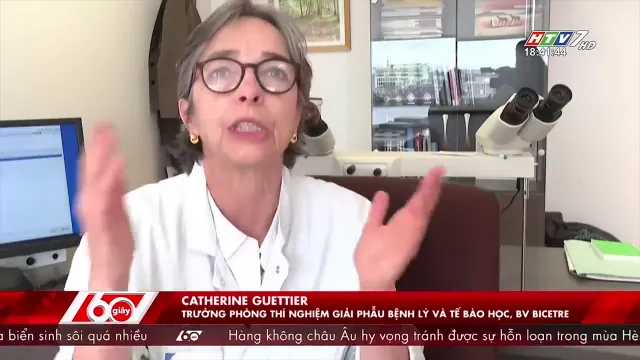 HTV7 HD
18:41:44
60 giây
CATHERINE GUETTIER
TRƯỞNG PHÒNG THÍ NGHIỆM GIẢI PHẪU BỆNH LÝ VÀ TẾ BÀO HỌC, BV BICETRE
a biển sinh sôi quá nhiều Hàng không châu Âu hy vọng tránh được sự hỗn loạn trong mùa Hè